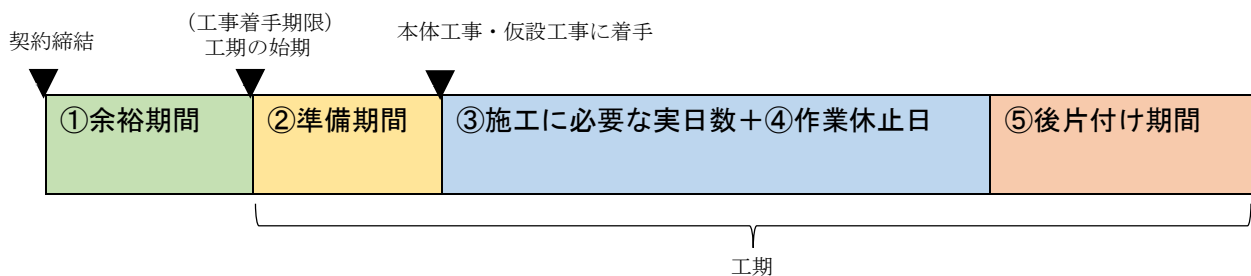 契約締結
（工事着手期限）
工期の始期
本体工事・仮設工事に着手
①余裕期間
②準備期間
③施工に必要な実日数＋④作業休止日
⑤後片付け期間
工期